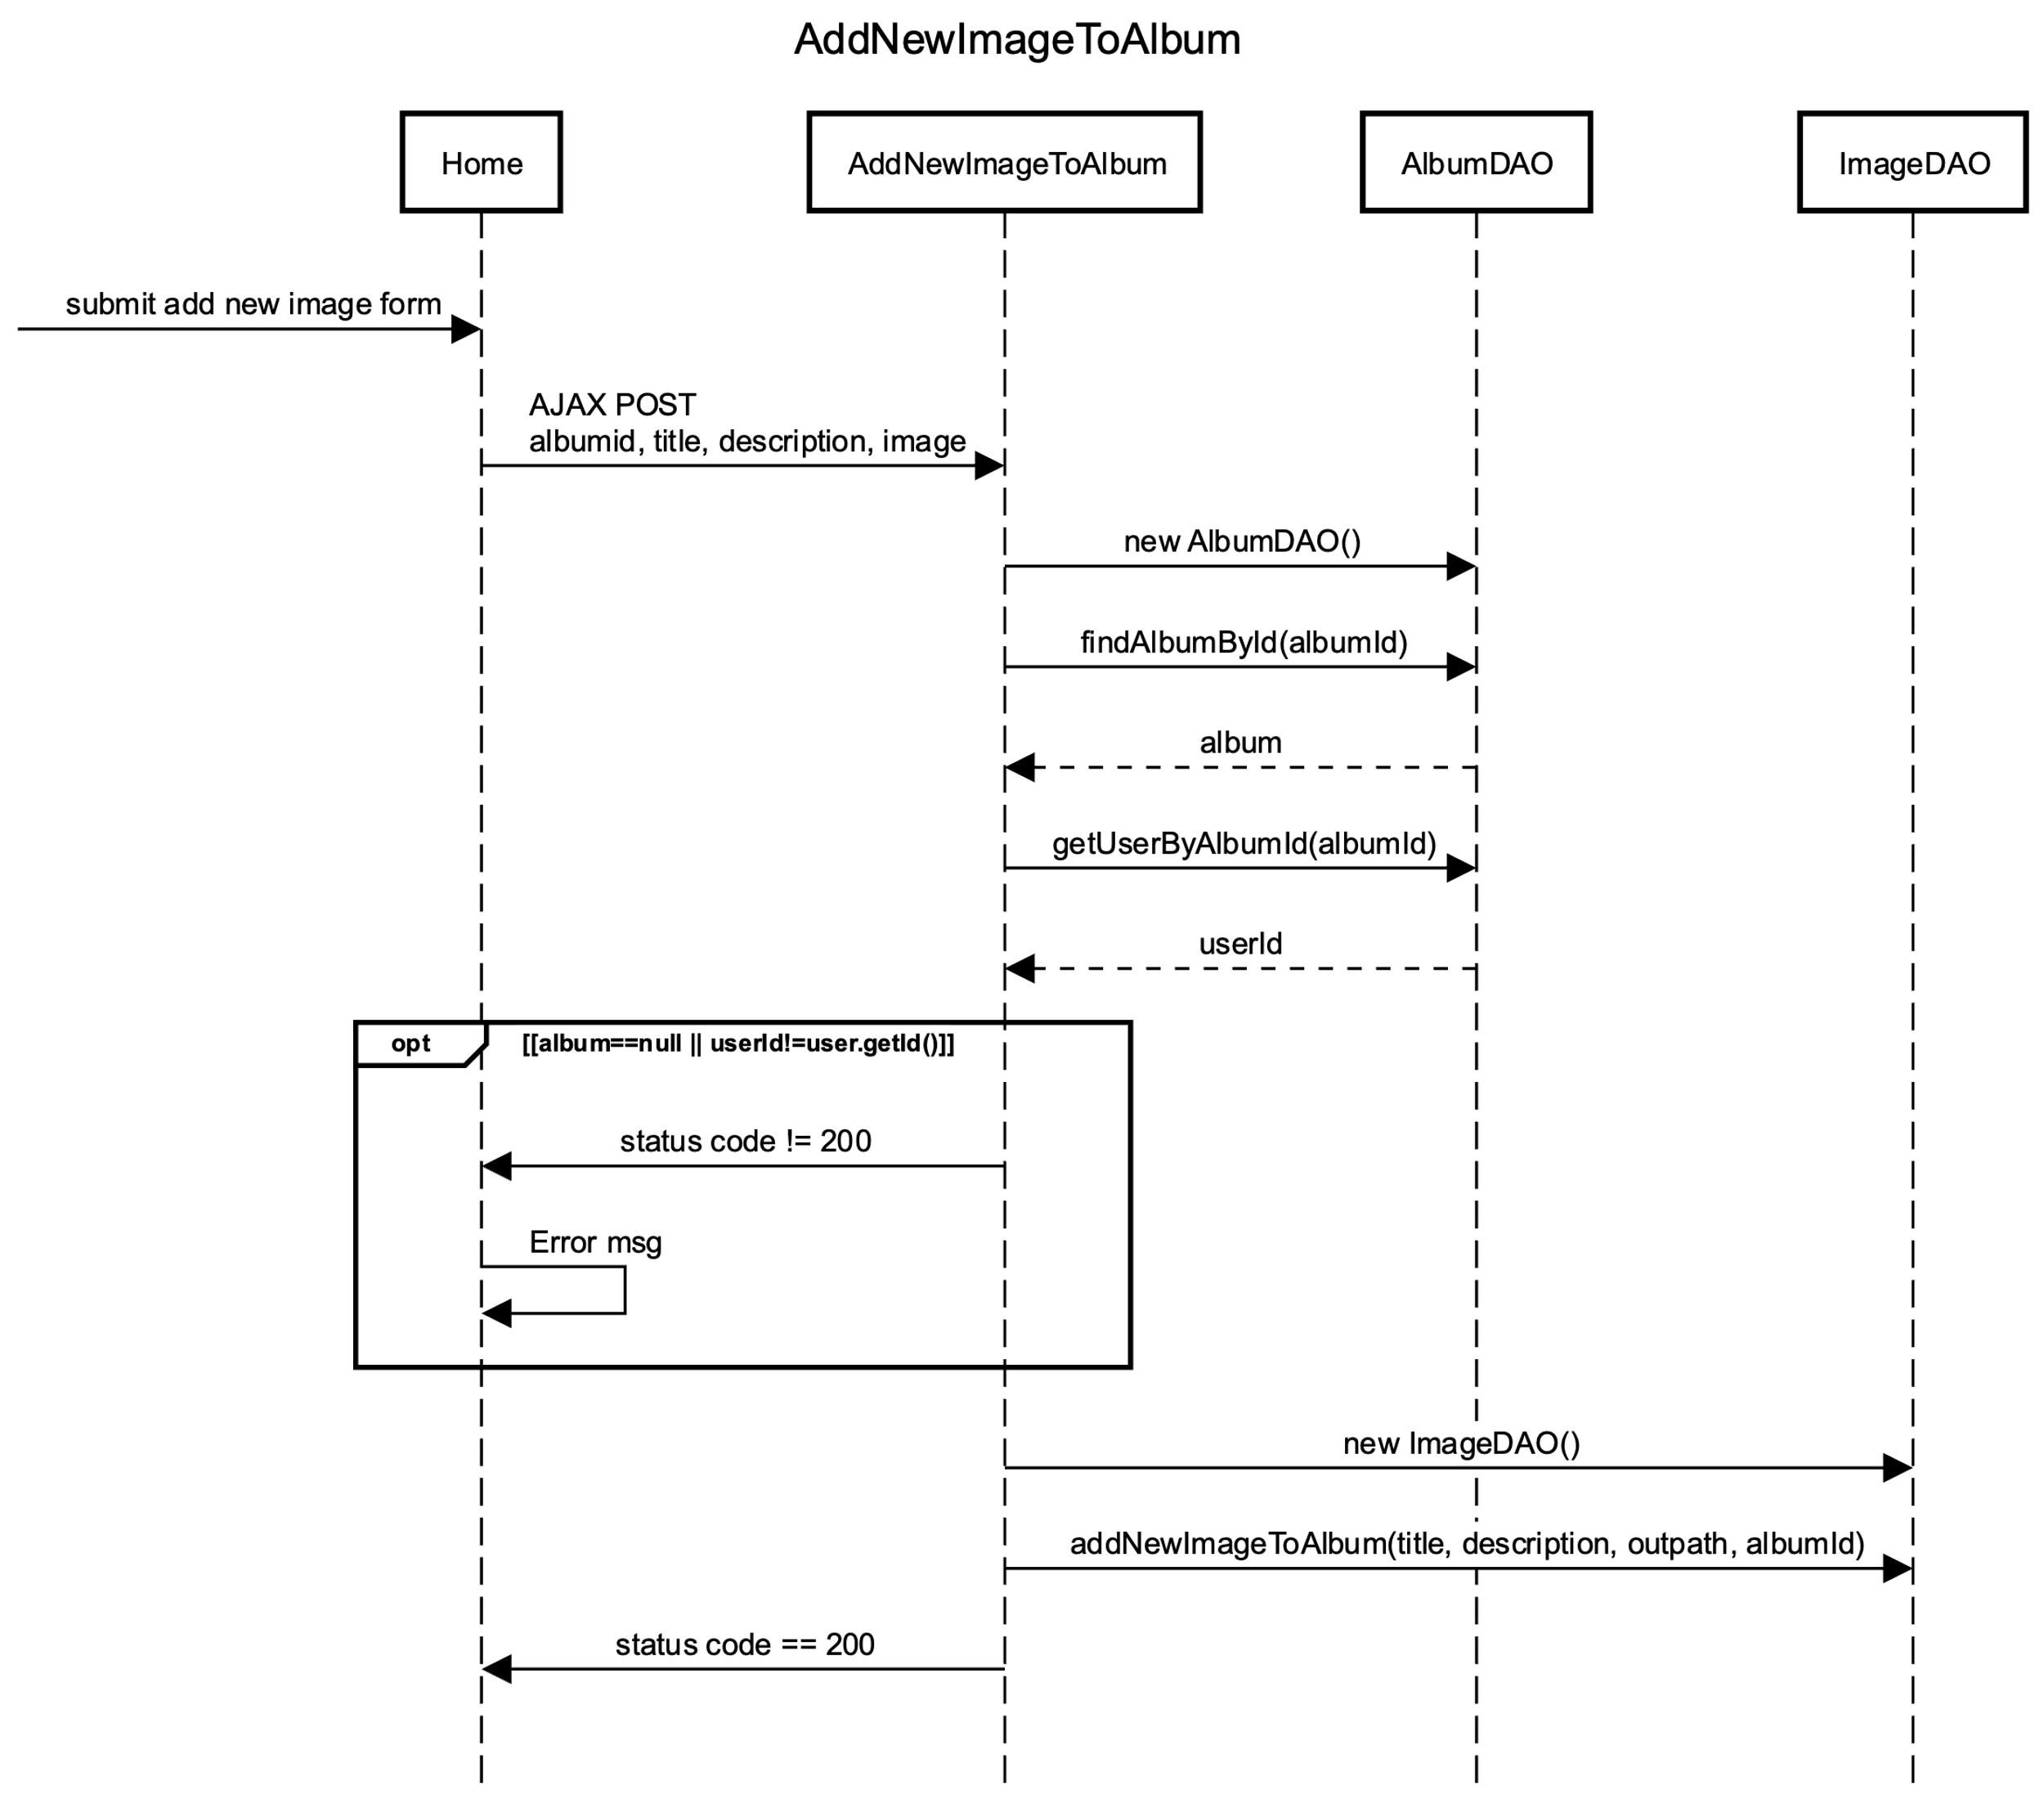 AddNewImageToAlbum
Home
AddNewImageToAlbum
AlbumDAO
ImageDAO
submit add new image form
AJAX POST
albumid, title, description, image
new AlbumDAO()
findAlbumById(albumId)
album
getUserByAlbumId(albumId)
userId
opt
[[album==null || userId!=user.getId()]]
status code != 200
Error msg
new ImageDAO()
addNewImageToAlbum(title, description, outpath, albumId)
status code == 200